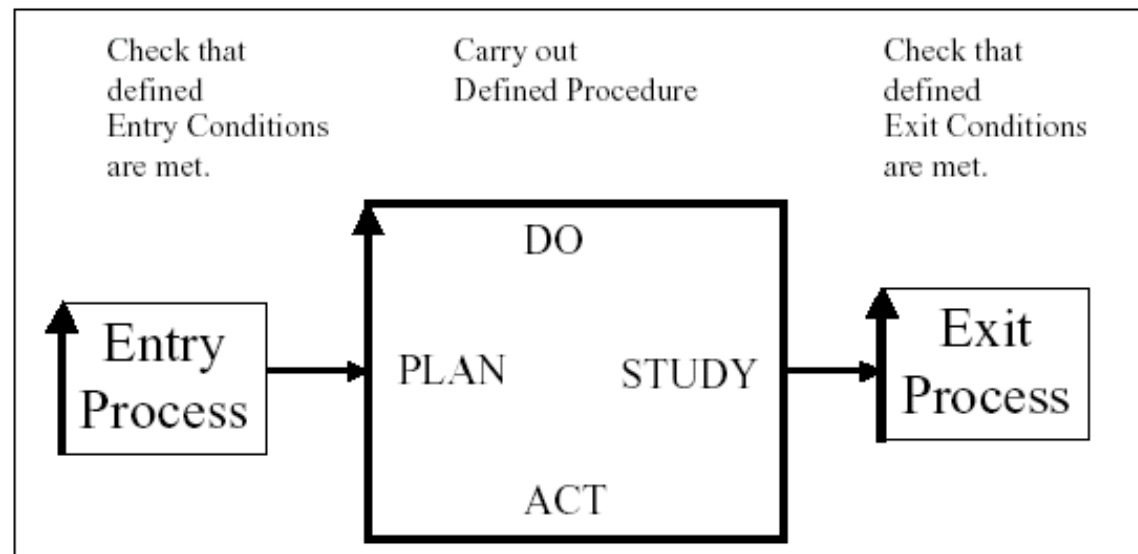 Check that
defined
Entry Conditions
are met.
Carry out
Defined Procedure
Check that
defined
Exit Conditions
are met.
Entry
Process
PLAN
DO
STUDY
ACT
Exit
Process